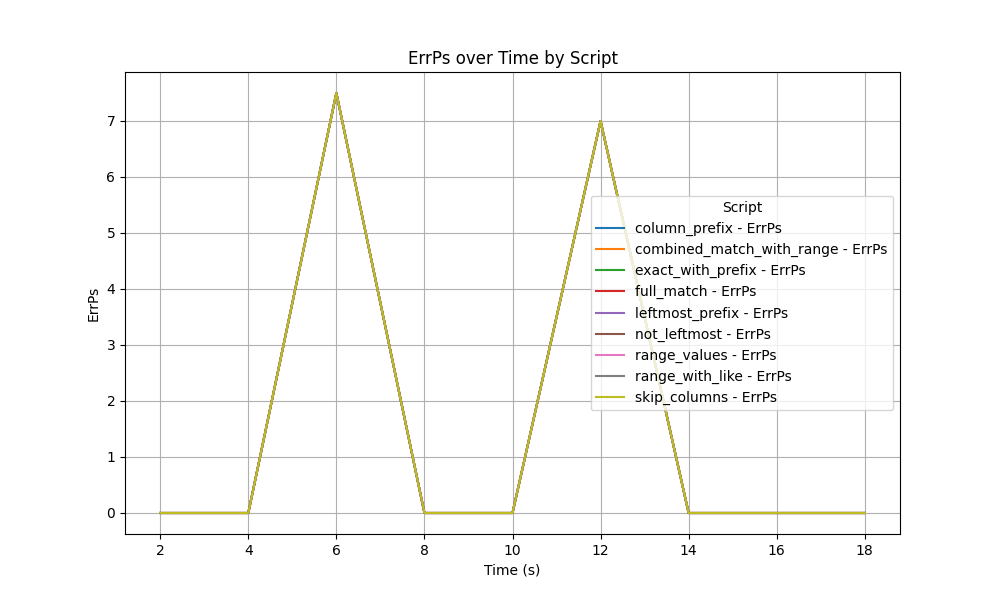 ErrPs over Time by Script
ErrPs
7
6
5
4
3
2
1
0
Script
column_prefix - ErrPs
combined_match_with_range - ErrPs
exact_with_prefix - ErrPs
full_match - ErrPs
leftmost_prefix - ErrPs
not_leftmost - ErrPs
range_values - ErrPs
range_with_like - ErrPs
skip_columns - ErrPs
2 4 6 8 10 12 14 16 18
Time (s)